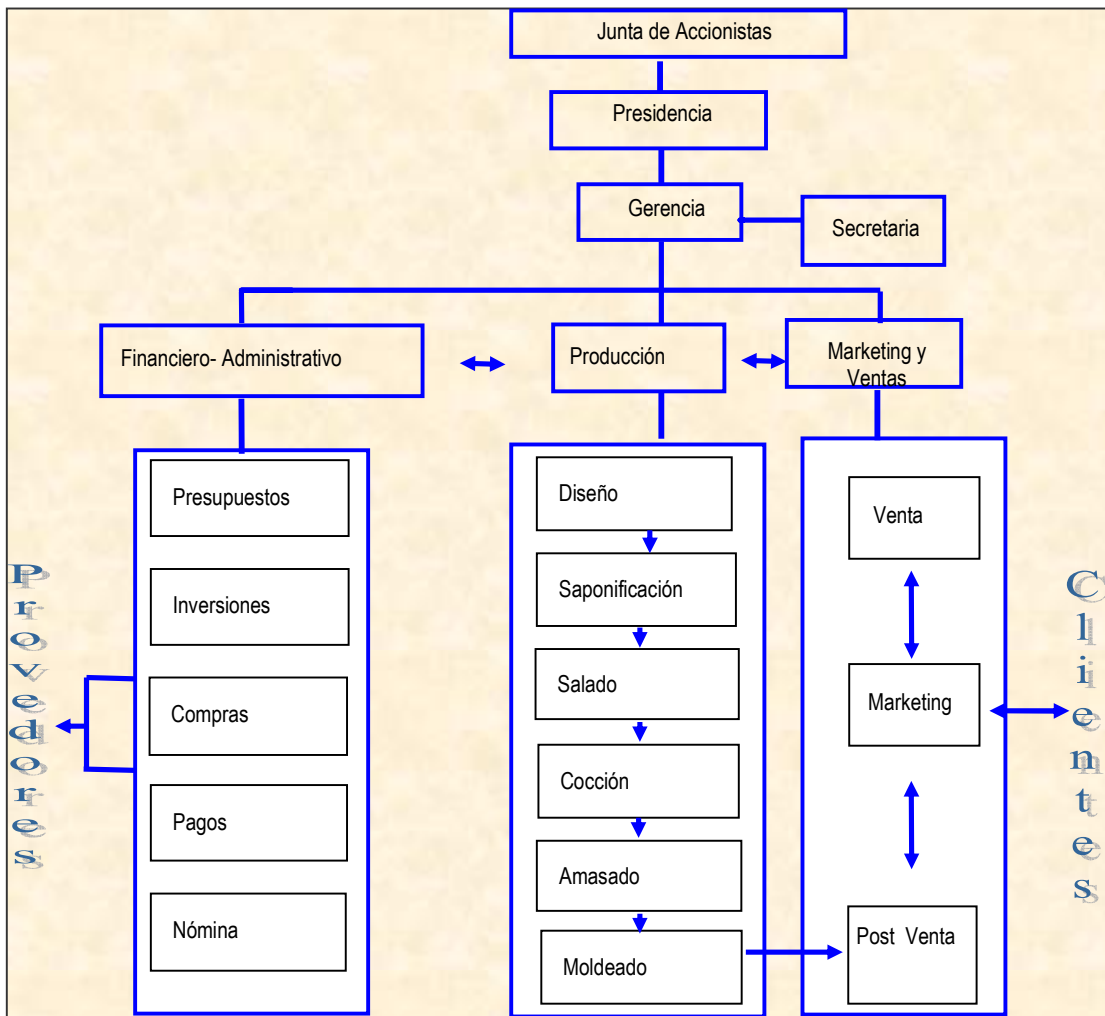 Junta de Accionistas
Presidencia
Gerencia
Secretaria
Financiero- Administrativo
Producción
Marketing y
Ventas
Presupuestos
Inversiones
Compras
Pagos
Nómina
Diseño
Saponificación
Salado
Cocción
Amasado
Moldeado
Venta
Marketing
Post Venta
Provedores
Clientes